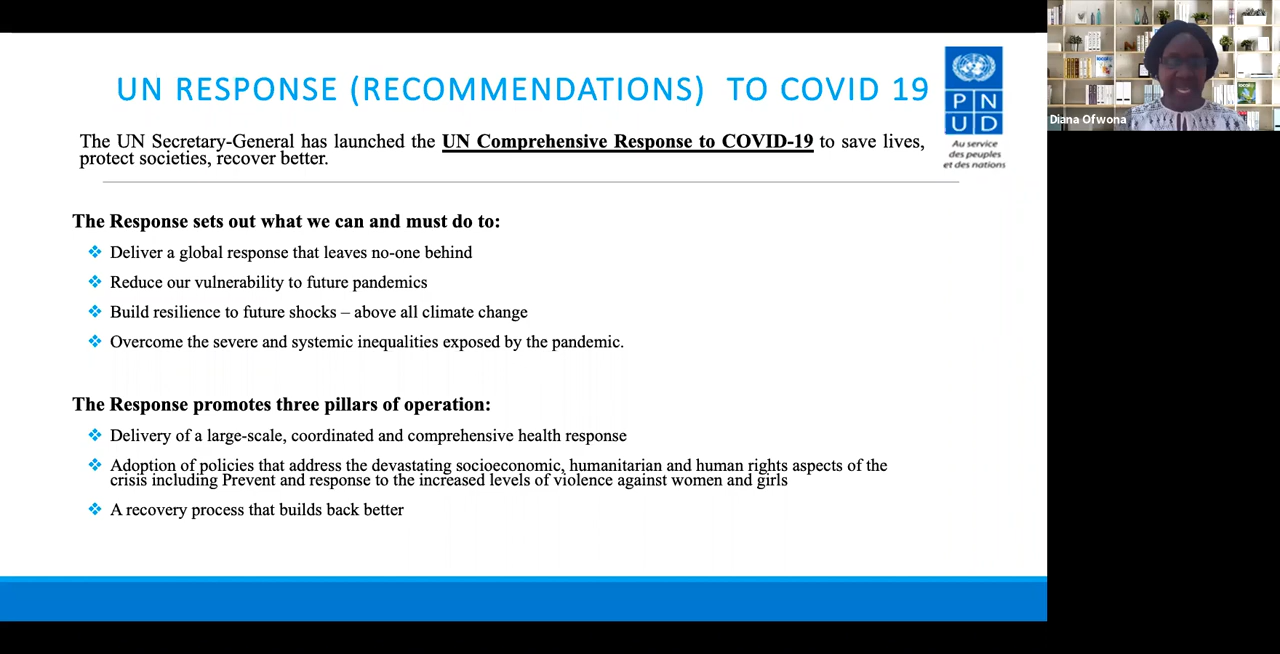 UN RESPONSE (RECOMMENDATIONS) TO COVID 19
The UN Secretary-General has launched the UN Comprehensive Response to COVID-19 to save lives,
protect societies, recover better.
P N
U D
Au service
des peuples
et des nations
Diana Ofwona
The Response sets out what we can and must do to:
❖ Deliver a global response that leaves no-one behind
❖ Reduce our vulnerability to future pandemics
❖ Build resilience to future shocks – above all climate change
❖ Overcome the severe and systemic inequalities exposed by the pandemic.
The Response promotes three pillars of operation:
❖ Delivery of a large-scale, coordinated and comprehensive health response
❖ Adoption of policies that address the devastating socioeconomic, humanitarian and human rights aspects of the
crisis including Prevent and response to the increased levels of violence against women and girls
❖ A recovery process that builds back better